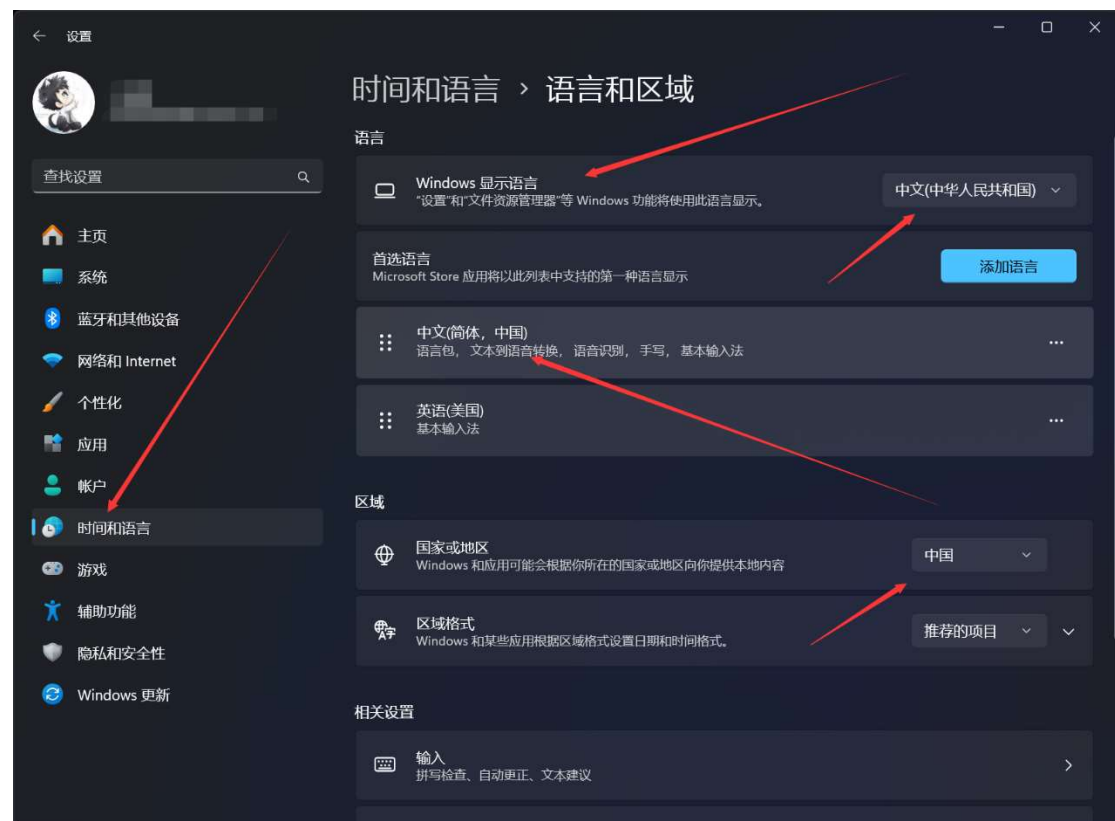 设置
时间和语言 › 语言和区域
语言
查找设置
Windows 显示语言
“设置”和“文件资源管理器”等 Windows 功能将使用此语言显示。
中文(中华人民共和国)
主页
首选语言
Microsoft Store 应用将以此列表中支持的第一种语言显示
添加语言
系统
蓝牙和其他设备
中文(简体，中国)
语言包，文本到语音转换，语音识别，手写，基本输入法
网络和 Internet
个性化
英语(美国)
基本输入法
应用
帐户
区域
时间和语言
国家或地区
Windows 和应用可能会根据你所在的国家或地区向你提供本地内容
中国
游戏
辅助功能
区域格式
Windows 和某些应用根据区域格式设置日期和时间格式。
推荐的项目
隐私和安全性
Windows 更新
相关设置
输入
拼写检查、自动更正、文本建议